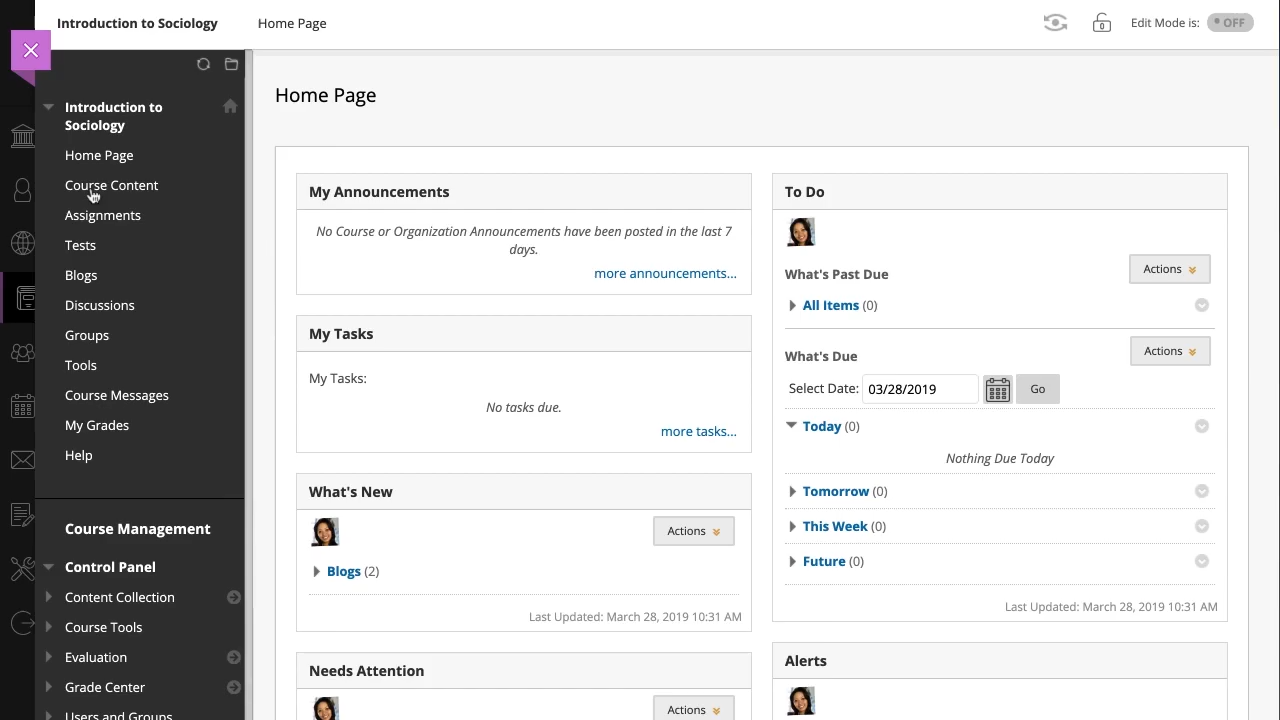 Introduction to Sociology
Home Page
Edit Mode is:
OFF
Introduction to
Sociology
Home Page
Course Content
Assignments
Tests
Blogs
Discussions
Groups
Tools
Course Messages
My Grades
Help
Course Management
Control Panel
Content Collection
Course Tools
Evaluation
Grade Center
Users and Groups
Home Page
My Announcements
No Course or Organization Announcements have been posted in the last 7
days.
more announcements...
My Tasks
My Tasks:
No tasks due.
more tasks...
What's New
Actions
Blogs (2)
Last Updated: March 28, 2019 10:31 AM
Needs Attention
Actions
To Do
What's Past Due
Actions
All Items (0)
What's Due
Actions
Select Date: 03/28/2019 Go
Today (0)
Nothing Due Today
Tomorrow (0)
This Week (0)
Future (0)
Last Updated: March 28, 2019 10:31 AM
Alerts